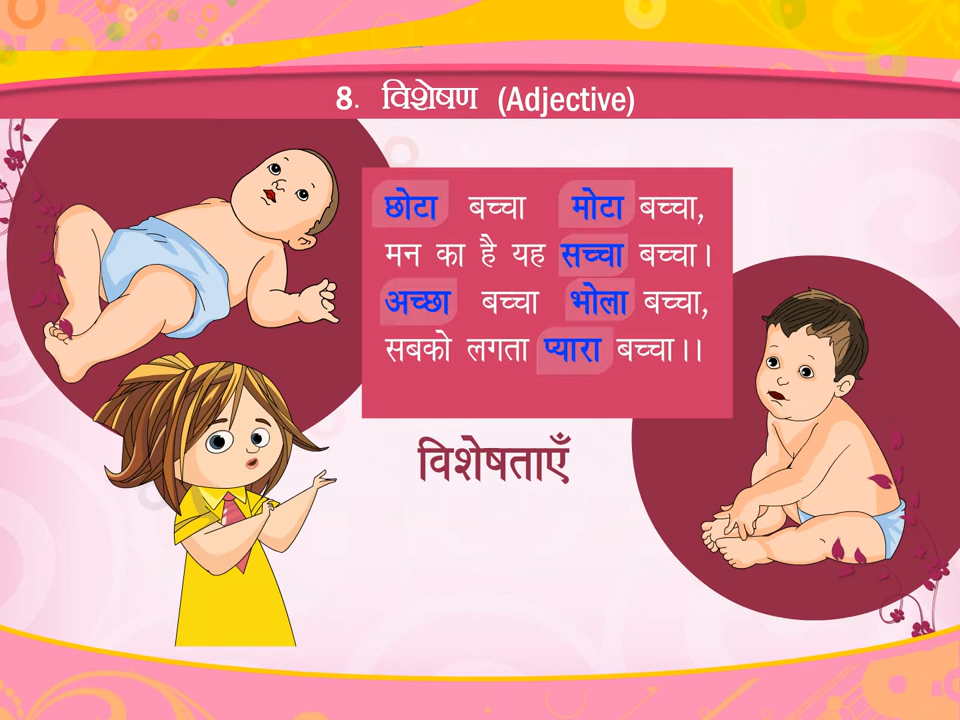 8. विशेषण (Adjective)
छोटा बच्चा मोटा बच्चा,
मन का है यह सच्चा बच्चा।
अच्छा बच्चा भोला बच्चा,
सबको लगता प्यारा बच्चा।।
विशेषताएँ